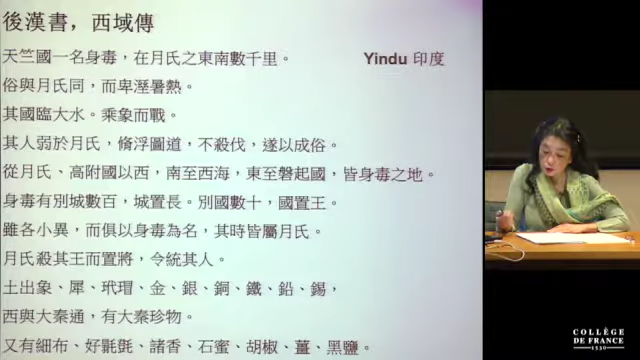 後漢書，西域傳
天竺國一名身毒，在月氏之東南數千里。 Yindu 印度
俗與月氏同，而卑溼暑熱。
其國臨大水。乘象而戰。
其人弱於月氏，脩浮圖道，不殺伐，遂以成俗。
從月氏、高附國以西，南至西海，東至磐起國，皆身毒之地。
身毒有別城數百，城置長。別國數十，國置王。
雖各小異，而俱以身毒為名，其時皆屬月氏。
月氏殺其王而置將，令統其人。
土出象、犀、玳瑁、金、銀、銅、鐵、鉛、錫，
西與大秦通，有大秦珍物。
又有細布、好毾㲪、諸香、石蜜、胡椒、薑、黑鹽。
COLLÈGE
DE FRANCE
1530